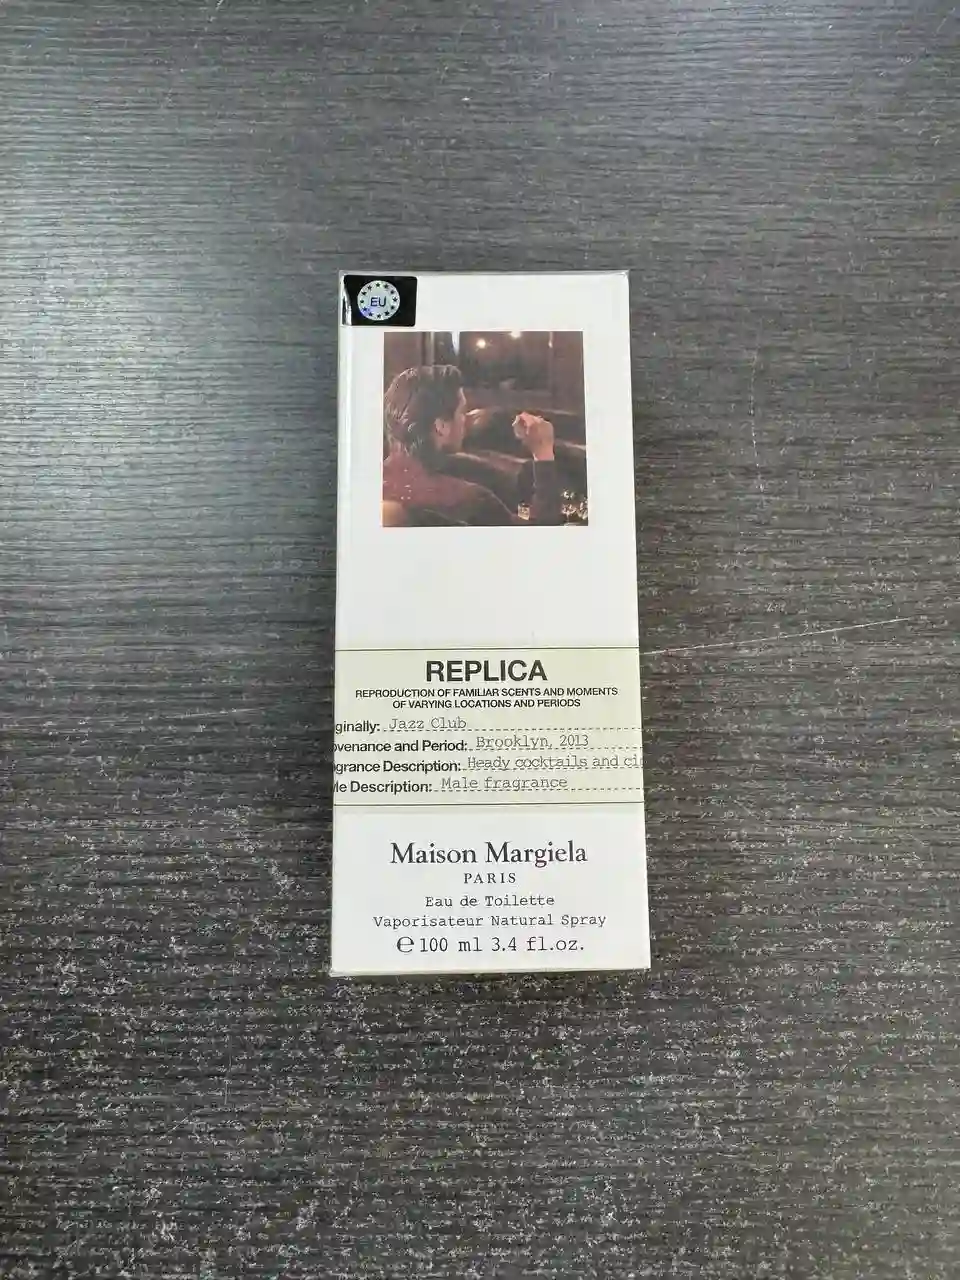 EU
REPLICA
REPRODUCTION OF FAMILIAR SCENTS AND MOMENTS
OF VARYING LOCATIONS AND PERIODS
ginally: Jazz Club
ovenance and Period: Brooklyn, 2013
grance Description: Heady cocktails and ci
le Description: Male fragrance
Maison Margiela
PARIS
Eau de Toilette
Vaporisateur Natural Spray
℮ 100 ml 3.4 fl.oz.